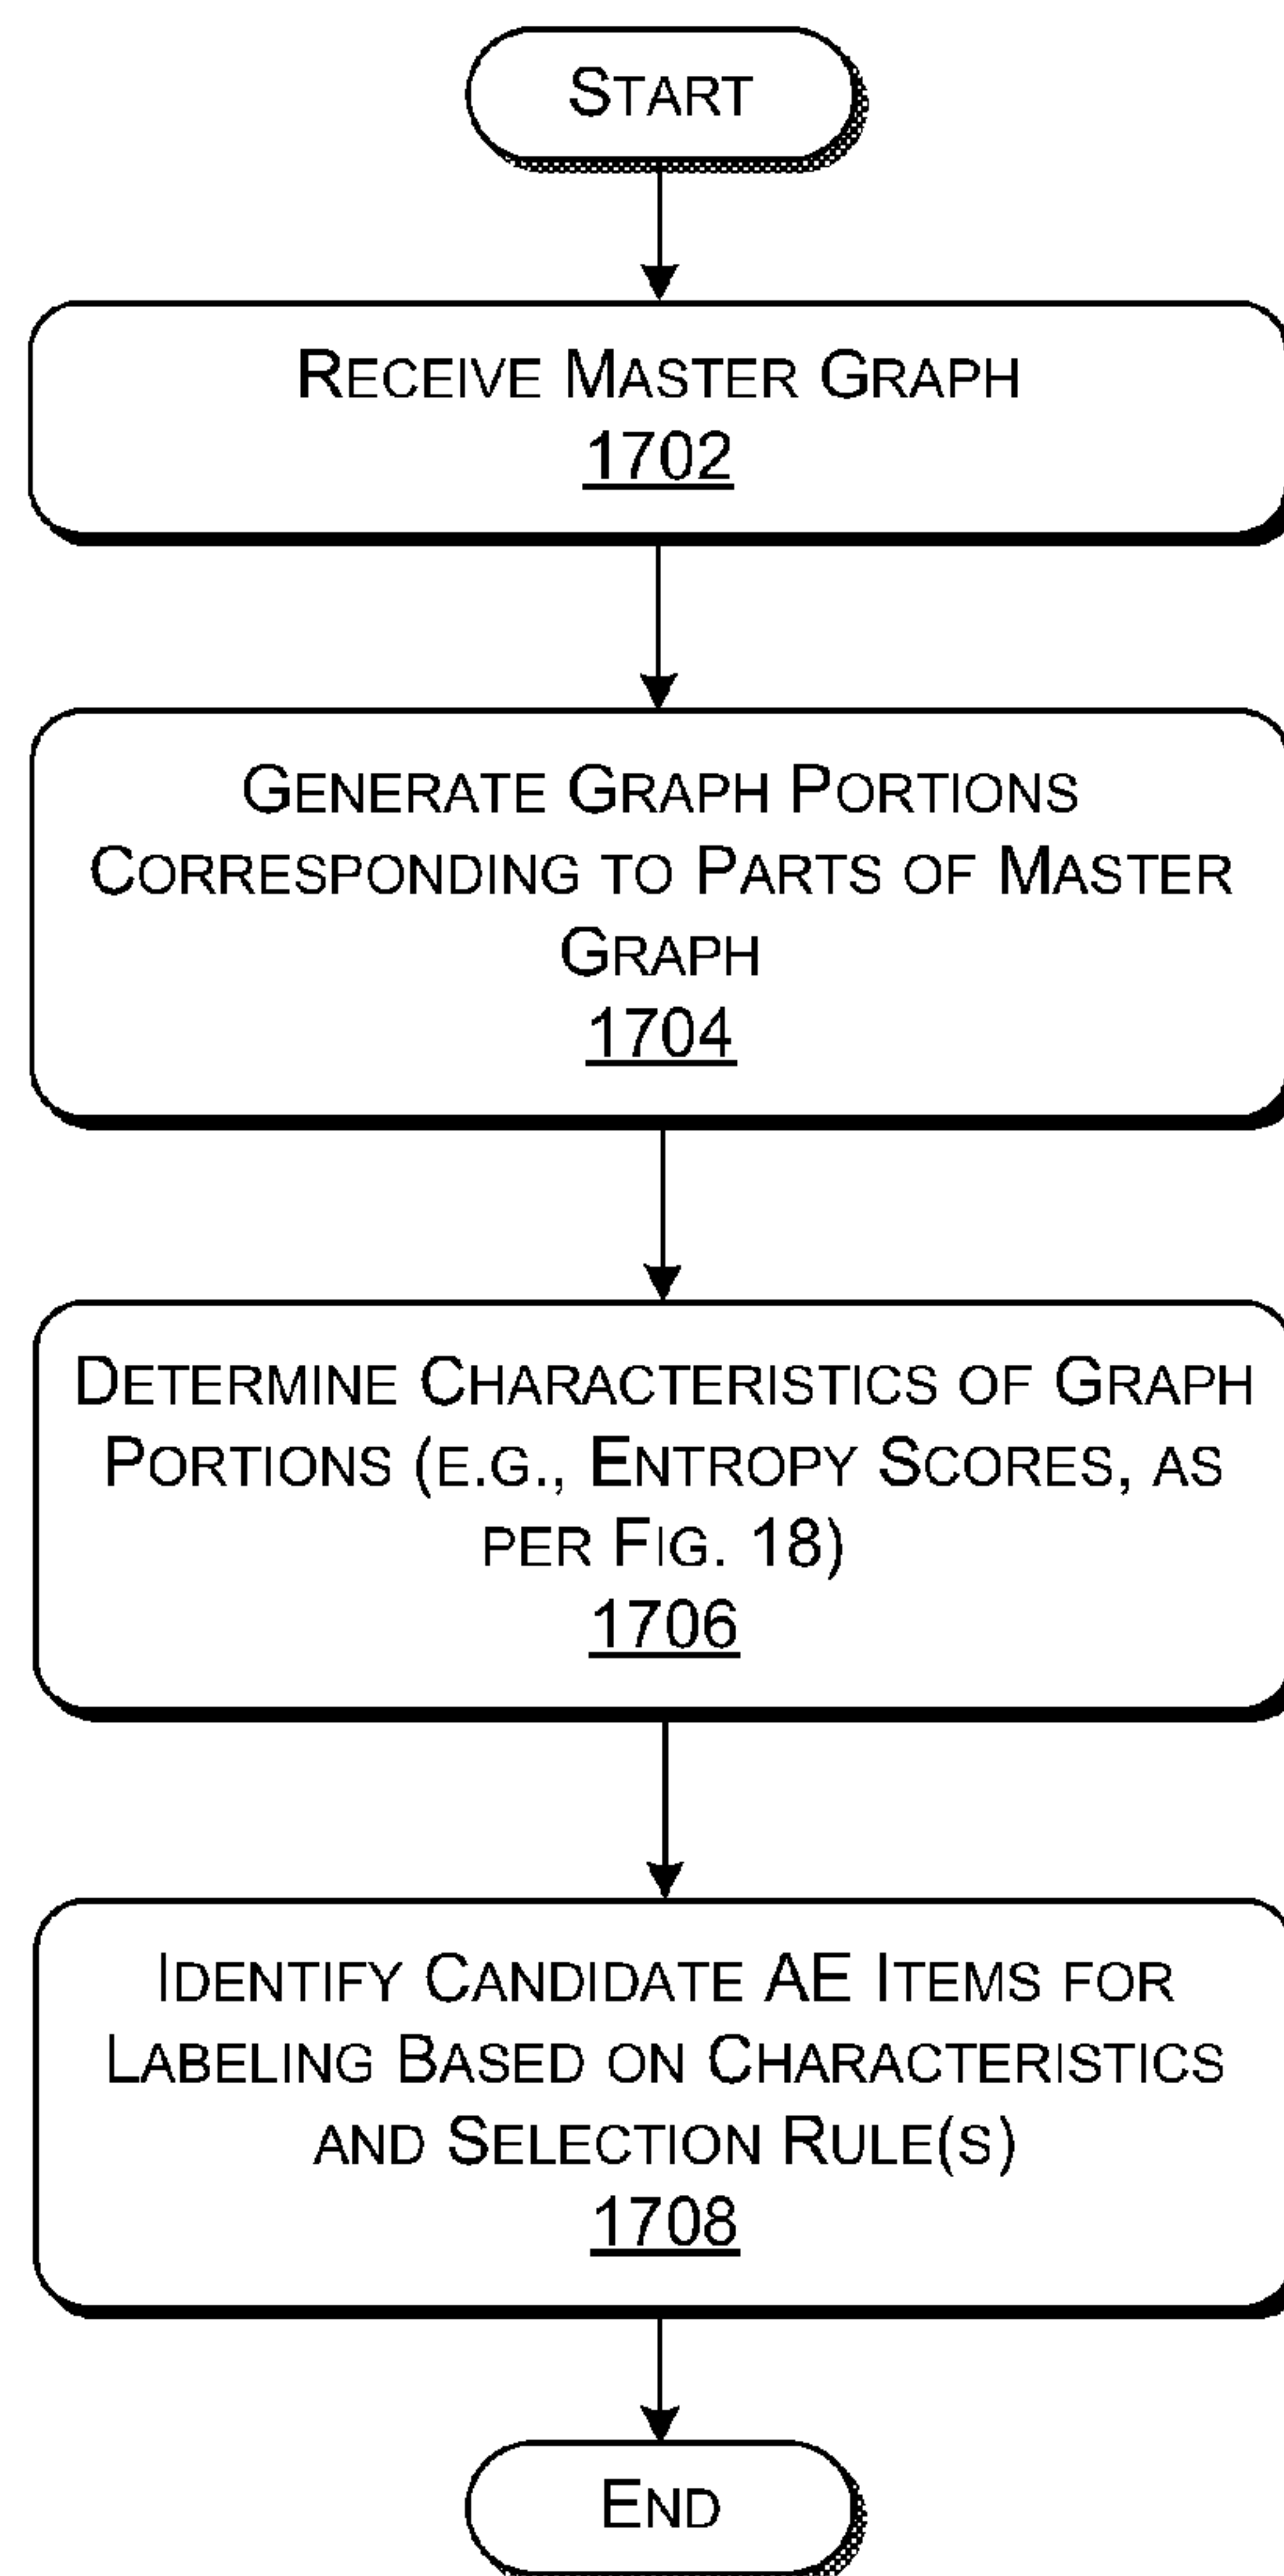 START
RECEIVE MASTER GRAPH
1702
GENERATE GRAPH PORTIONS
CORRESPONDING TO PARTS OF MASTER
GRAPH
1704
DETERMINE CHARACTERISTICS OF GRAPH
PORTIONS (E.G., ENTROPY SCORES, AS
PER FIG. 18)
1706
IDENTIFY CANDIDATE AE ITEMS FOR
LABELING BASED ON CHARACTERISTICS
AND SELECTION RULE(S)
1708
END